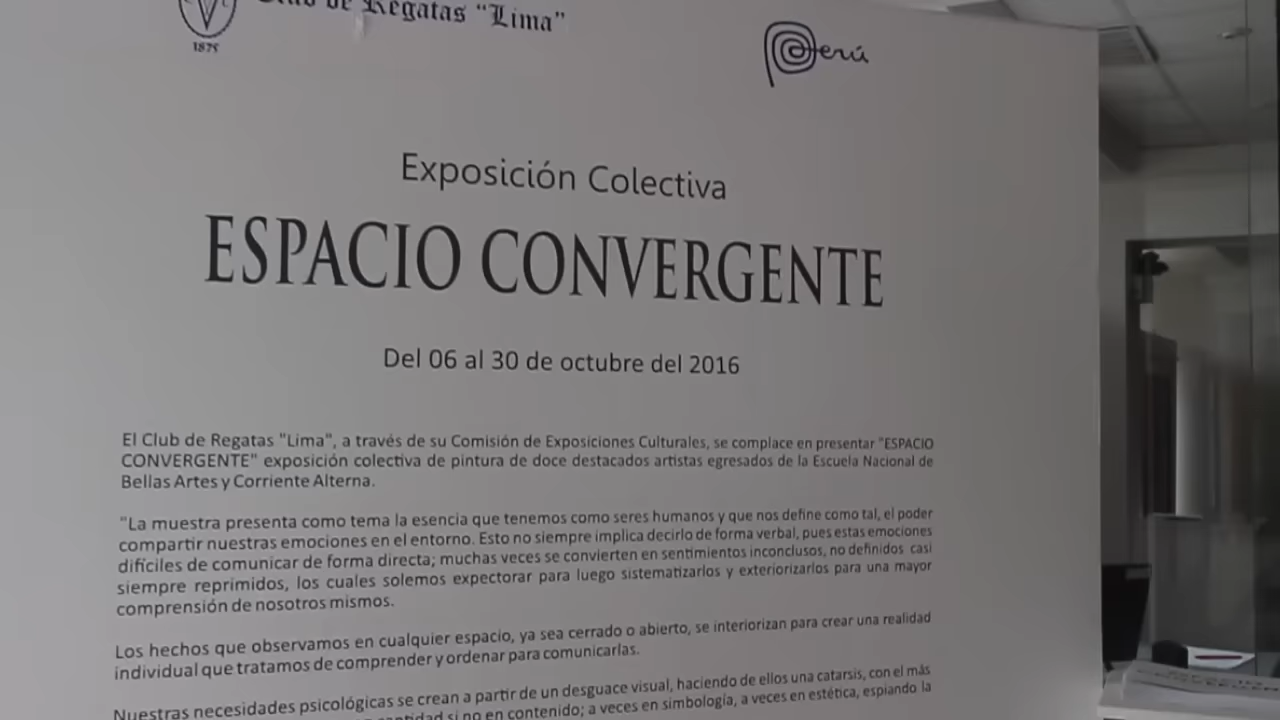 Club de Regatas "Lima"
1875
Perú
Exposición Colectiva
ESPACIO CONVERGENTE
Del 06 al 30 de octubre del 2016
El Club de Regatas "Lima", a través de su Comisión de Exposiciones Culturales, se complace en presentar "ESPACIO
CONVERGENTE" exposición colectiva de pintura de doce destacados artistas egresados de la Escuela Nacional de
Bellas Artes y Corriente Alterna.
"La muestra presenta como tema la esencia que tenemos como seres humanos y que nos define como tal, el poder
compartir nuestras emociones en el entorno. Esto no siempre implica decirlo de forma verbal, pues estas emociones
difíciles de comunicar de forma directa; muchas veces se convierten en sentimientos inconclusos, no definidos casi
siempre reprimidos, los cuales solemos expectorar para luego sistematizarlos y exteriorizarlos para una mayor
comprensión de nosotros mismos.
Los hechos que observamos en cualquier espacio, ya sea cerrado o abierto, se interiorizan para crear una realidad
individual que tratamos de comprender y ordenar para comunicarlas.
Nuestras necesidades psicológicas se crean a partir de un desguace visual, haciendo de ellos una catarsis, con el más
cantidad si no en contenido; a veces en simbología, a veces en estética, espiando la